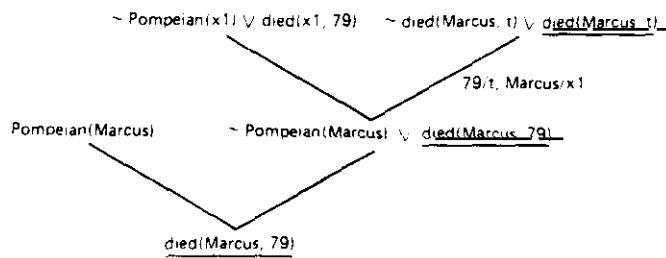 ~ Pompeian(x1) ∨ died(x1, 79) ~ died(Marcus, t) ∨ died(Marcus, t)
79/t, Marcus/x1
Pompeian(Marcus) ~ Pompeian(Marcus) ∨ died(Marcus, 79)
died(Marcus, 79)